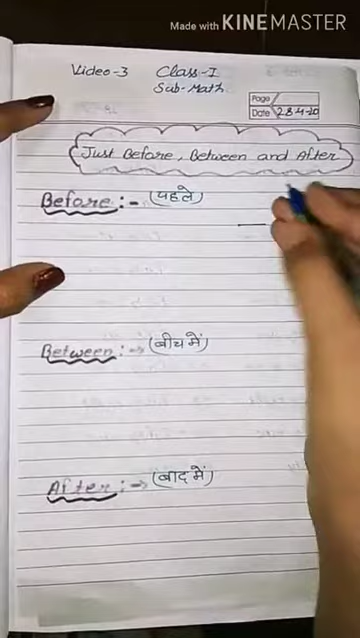 Made with KINEMASTER
Video-3 Class-I
Sub-Math
Page
Date 28.4.20
Just Before, Between and After
Before:- (पहले)
Between:→ (बीच में)
After:→ (बाद में)